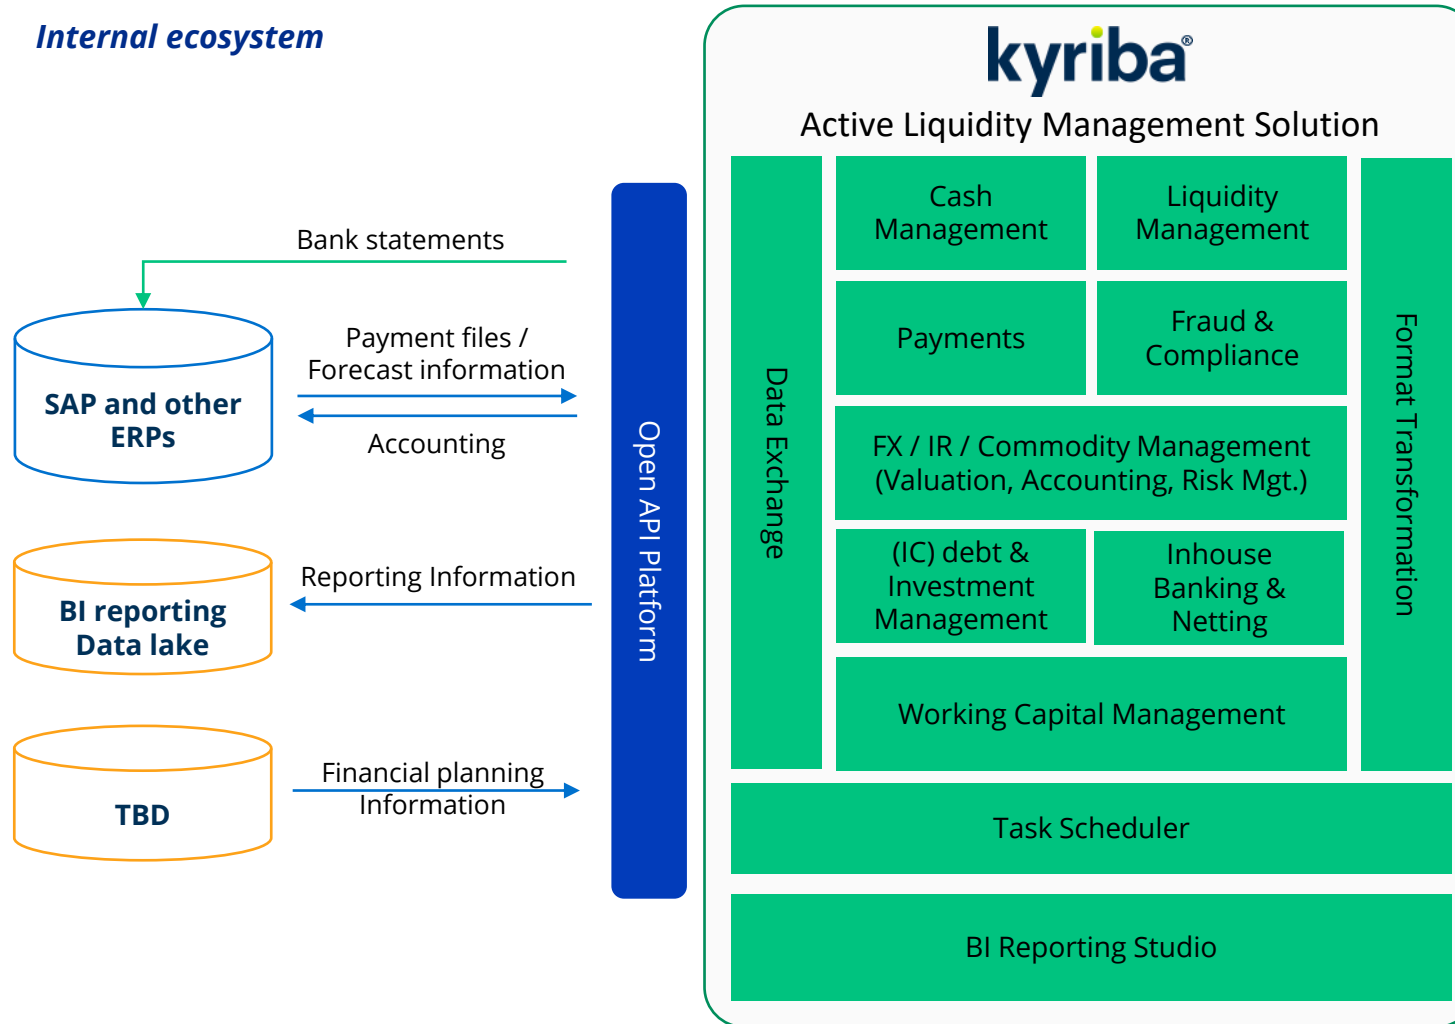 Internal ecosystem
kyriba®
Active Liquidity Management Solution
Bank statements
Payment files /
Forecast information
Accounting
SAP and other
ERPs
Reporting Information
BI reporting
Data lake
Financial planning
Information
TBD
Open API Platform
Data Exchange
Cash
Management
Liquidity
Management
Payments
Fraud &
Compliance
FX / IR / Commodity Management
(Valuation, Accounting, Risk Mgt.)
(IC) debt &
Investment
Management
Inhouse
Banking &
Netting
Working Capital Management
Format Transformation
Task Scheduler
BI Reporting Studio